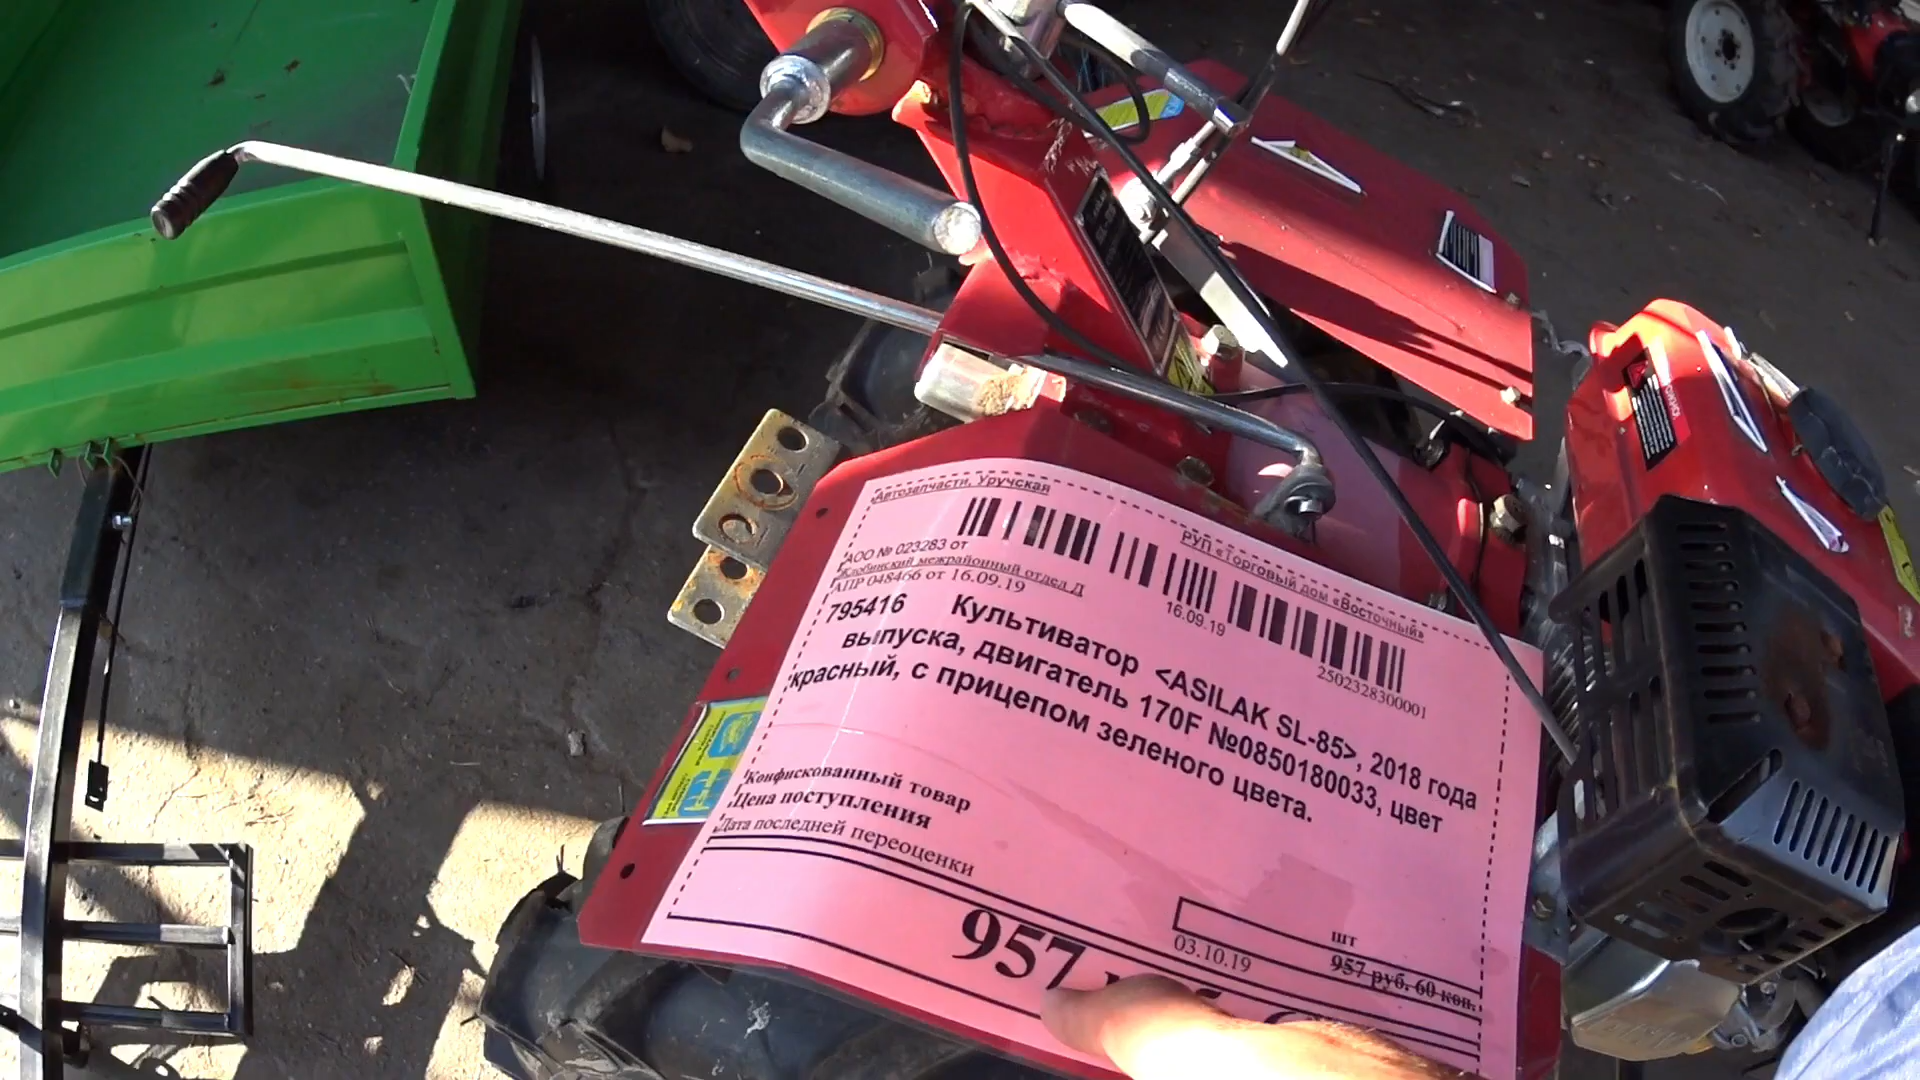 Автозапчасти, Уручская
РУП «Торговый дом «Восточный»
АОО № 023283 от
Жлобинский межрайонный отдел Д
АПР 048466 от 16.09.19
16.09.19
250232830001
795416 Культиватор <ASILAK SL-85>, 2018 года
выпуска, двигатель 170F №0850180033, цвет
красный, с прицепом зеленого цвета.
Конфискованный товар
Цена поступления
Дата последней переоценки
шт
03.10.19
957 руб. 60 коп.
957